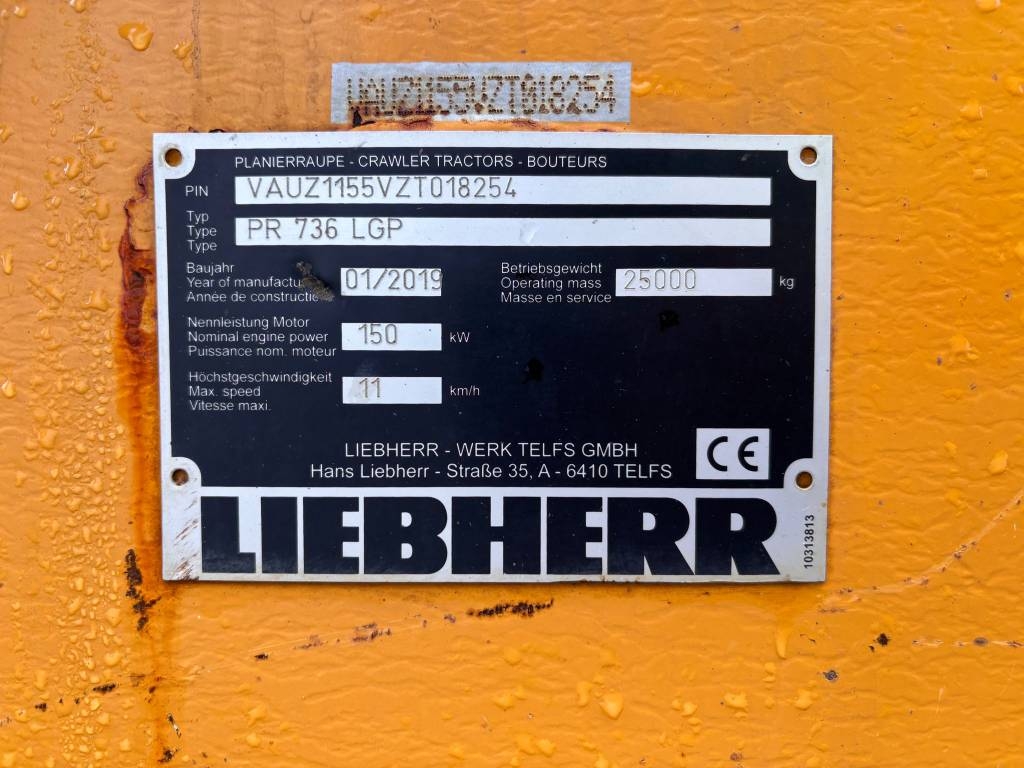 VAUZ1155VZT018254
PLANIERRAUPE - CRAWLER TRACTORS - BOUTEURS
PIN VAUZ1155VZT018254
Typ
Type PR 736 LGP
Type
Baujahr
Year of manufactu 01/2019
Année de constructi
Betriebsgewicht
Operating mass 25000 kg
Masse en service
Nennleistung Motor
Nominal engine power 150 kW
Puissance nom. moteur
Höchstgeschwindigkeit
Max. speed 11 km/h
Vitesse maxi.
LIEBHERR - WERK TELFS GMBH
Hans Liebherr - Straße 35, A - 6410 TELFS
CE
LIEBHERR
10313813